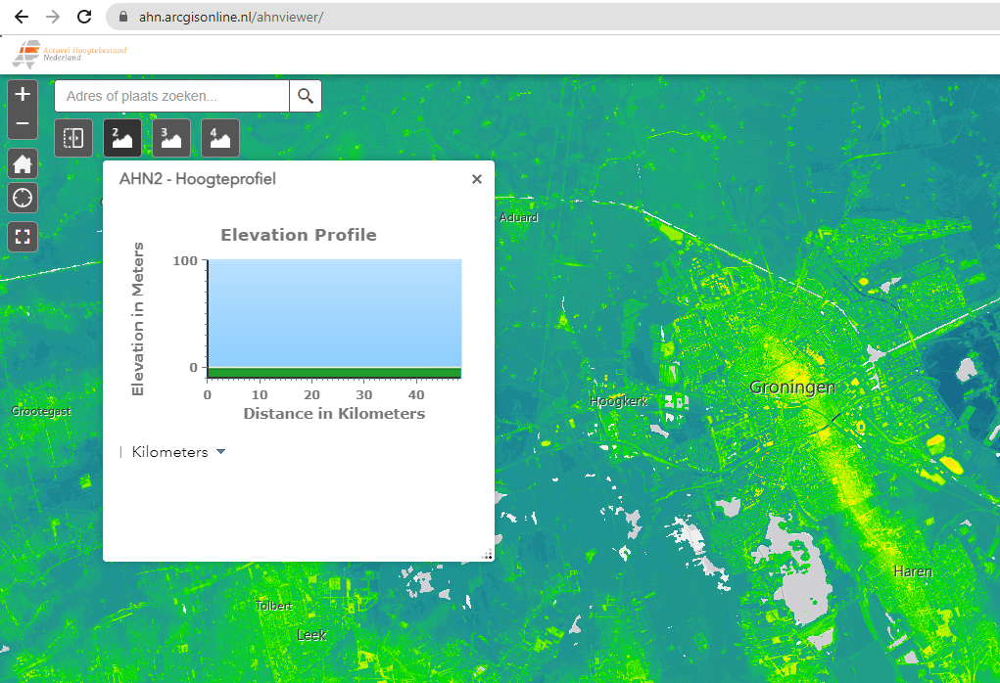 ahn.arcgisonline.nl/ahnviewer/
Actueel Hoogtebestand
Nederland
+
Adres of plaats zoeken...
−
2
3
4
AHN2 - Hoogteprofiel
×
Elevation Profile
Elevation in Meters
100
0
0 10 20 30 40
Distance in Kilometers
| Kilometers
Aduard
Groningen
Hoogkerk
Grootegast
Haren
Tolbert
Leek